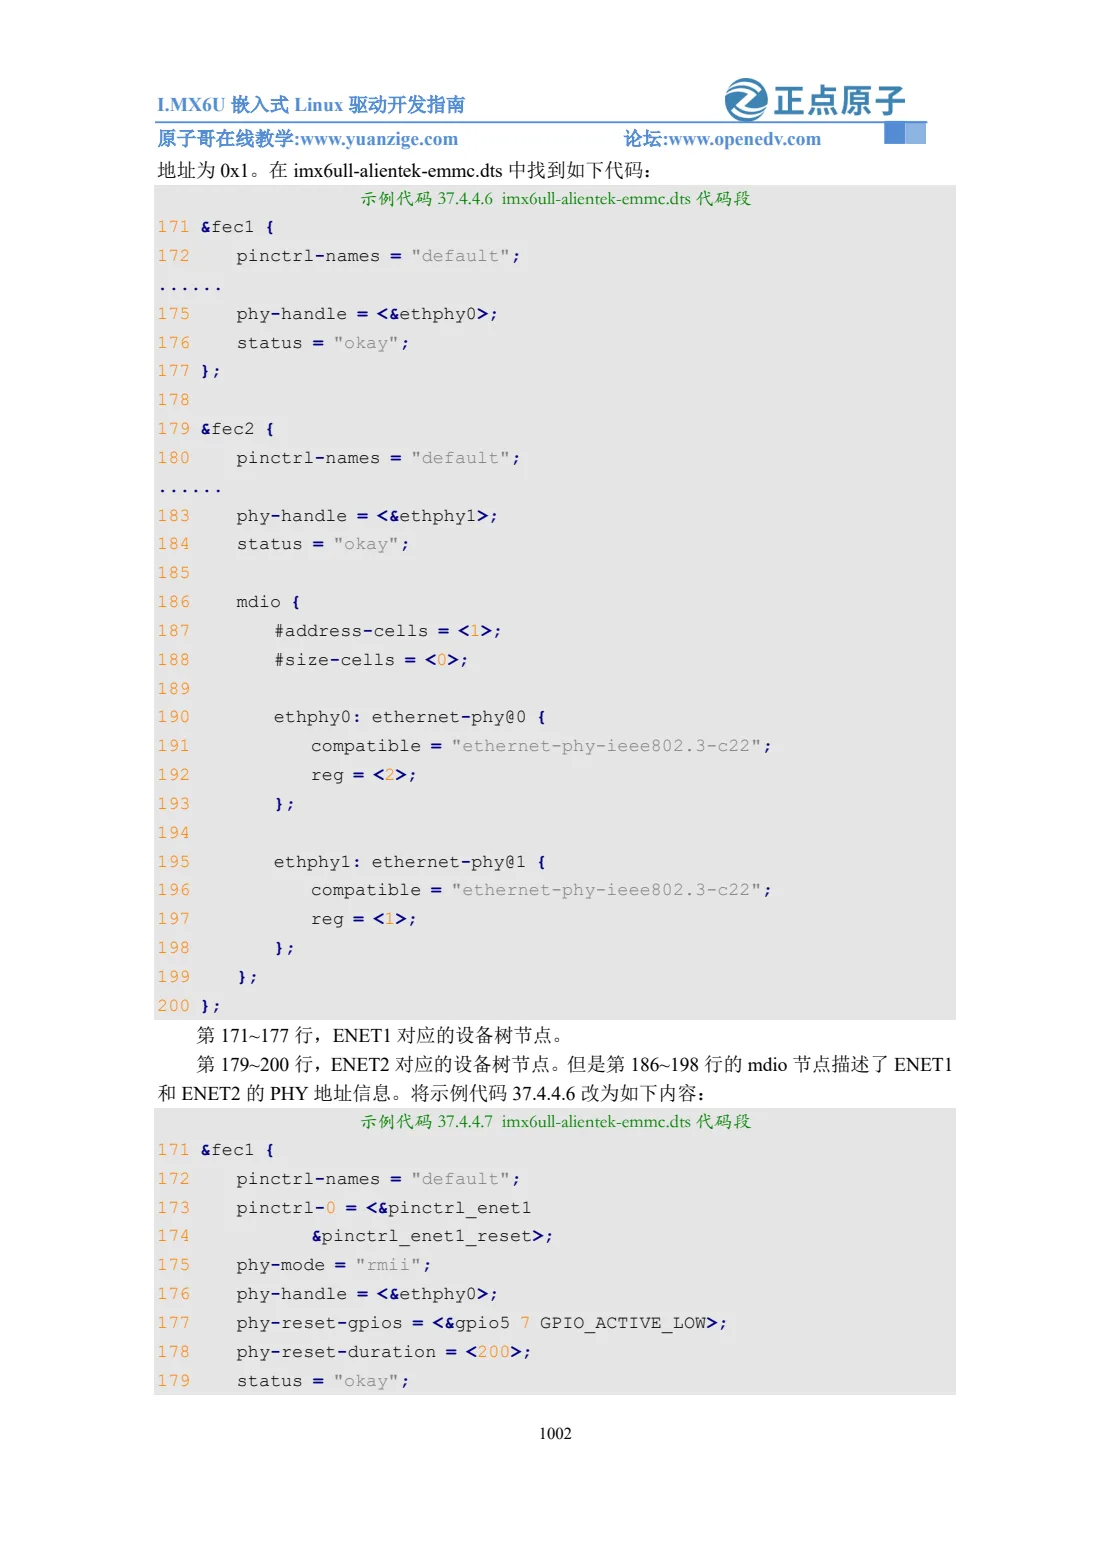 I.MX6U 嵌入式 Linux 驱动开发指南
正点原子
原子哥在线教学:www.yuanzige.com 论坛:www.openedv.com
地址为 0x1。在 imx6ull-alientek-emmc.dts 中找到如下代码：
示例代码 37.4.4.6 imx6ull-alientek-emmc.dts 代码段
171 &fec1 {
172 pinctrl-names = "default";
......
175 phy-handle = <&ethphy0>;
176 status = "okay";
177 };
178
179 &fec2 {
180 pinctrl-names = "default";
......
183 phy-handle = <&ethphy1>;
184 status = "okay";
185
186 mdio {
187 #address-cells = <1>;
188 #size-cells = <0>;
189
190 ethphy0: ethernet-phy@0 {
191 compatible = "ethernet-phy-ieee802.3-c22";
192 reg = <2>;
193 };
194
195 ethphy1: ethernet-phy@1 {
196 compatible = "ethernet-phy-ieee802.3-c22";
197 reg = <1>;
198 };
199 };
200 };
第 171~177 行，ENET1 对应的设备树节点。
第 179~200 行，ENET2 对应的设备树节点。但是第 186~198 行的 mdio 节点描述了 ENET1
和 ENET2 的 PHY 地址信息。将示例代码 37.4.4.6 改为如下内容：
示例代码 37.4.4.7 imx6ull-alientek-emmc.dts 代码段
171 &fec1 {
172 pinctrl-names = "default";
173 pinctrl-0 = <&pinctrl_enet1
174 &pinctrl_enet1_reset>;
175 phy-mode = "rmii";
176 phy-handle = <&ethphy0>;
177 phy-reset-gpios = <&gpio5 7 GPIO_ACTIVE_LOW>;
178 phy-reset-duration = <200>;
179 status = "okay";
1002